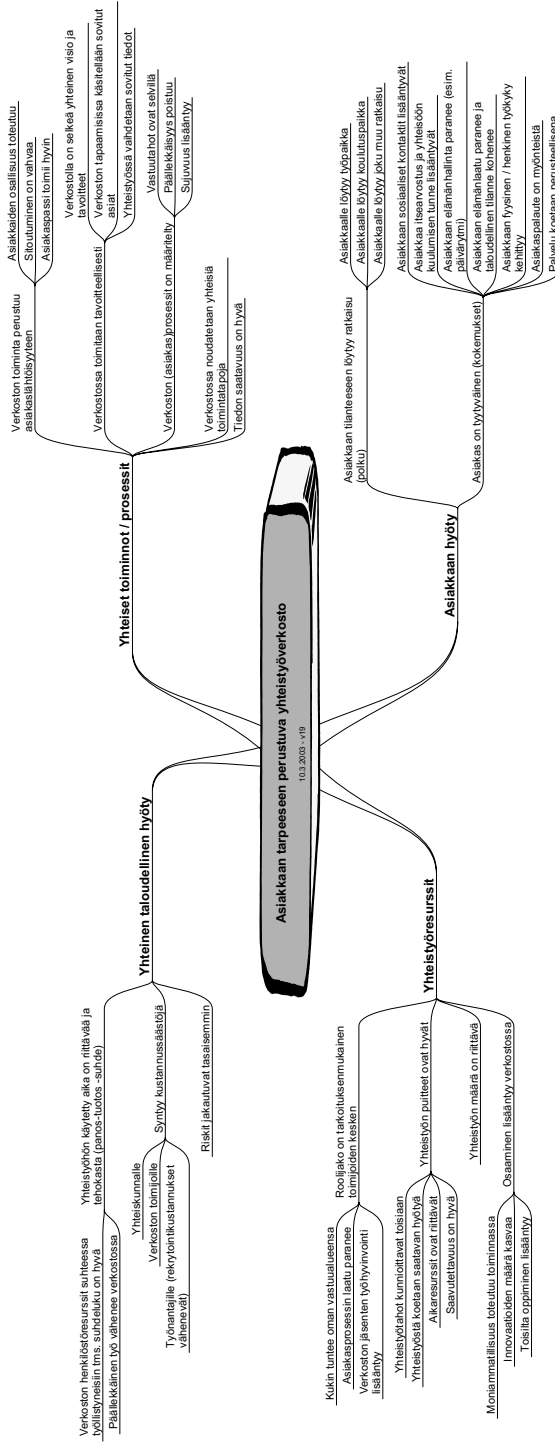 Asiakkaan tarpeeseen perustuva yhteistyöverkosto
10.3.2003 - v19
Yhteinen taloudellinen hyöty
Yhteistyöhön käytetty aika on riittävää ja
tehokasta (panos-tuotos -suhde)
Verkoston henkilöstöresurssit suhteessa
työllistyneisiin tms. suhdeluku on hyvä
Päällekkäinen työ vähenee verkostossa
Syntyy kustannussäästöjä
Yhteiskunnalle
Verkoston toimijoille
Työnantajille (rekrytointikustannukset
vähenevät)
Riskit jakautuvat tasaisemmin
Yhteiset toiminnot / prosessit
Verkoston toiminta perustuu
asiakaslähtöisyyteen
Asiakkaiden osallisuus toteutuu
Sitoutuminen on vahvaa
Asiakaspassi toimii hyvin
Verkostossa toimitaan tavoitteellisesti
Verkostolla on selkeä yhteinen visio ja
tavoitteet
Verkoston tapaamisissa käsitellään sovitut
asiat
Yhteistyössä vaihdetaan sovitut tiedot
Verkoston (asiakas)prosessit on määritelty
Vastuutahot ovat selvillä
Päällekkäisyys poistuu
Sujuvuus lisääntyy
Verkostossa noudatetaan yhteisiä
toimintatapoja
Tiedon saatavuus on hyvä
Yhteistyöresurssit
Roolijako on tarkoituksenmukainen
toimijoiden kesken
Kukin tuntee oman vastuualueensa
Asiakasprosessin laatu paranee
Verkoston jäsenten työhyvinvointi
lisääntyy
Yhteistyön puitteet ovat hyvät
Yhteistyötahot kunnioittavat toisiaan
Yhteistyöstä koetaan saatavan hyötyä
Aikaresurssit ovat riittävät
Saavutettavuus on hyvä
Yhteistyön määrä on riittävä
Osaaminen lisääntyy verkostossa
Moniammatillisuus toteutuu toiminnassa
Innovaatioiden määrä kasvaa
Toisilta oppiminen lisääntyy
Asiakkaan hyöty
Asiakkaan tilanteeseen löytyy ratkaisu
(polku)
Asiakkaalle löytyy työpaikka
Asiakkaalle löytyy koulutuspaikka
Asiakkaalle löytyy joku muu ratkaisu
Asiakas on tyytyväinen (kokemukset)
Asiakkaan sosiaaliset kontaktit lisääntyvät
Asiakkaa itsearvostus ja yhteisöön
kuulumisen tunne lisääntyvät
Asiakkaan elämänhallinta paranee (esim.
päivärytmi)
Asiakkaan elämänlaatu paranee ja
taloudellinen tilanne kohenee
Asiakkaan fyysinen / henkinen työkyky
kehittyy
Asiakaspalaute on myönteistä
Palvelu koetaan perusteellisena